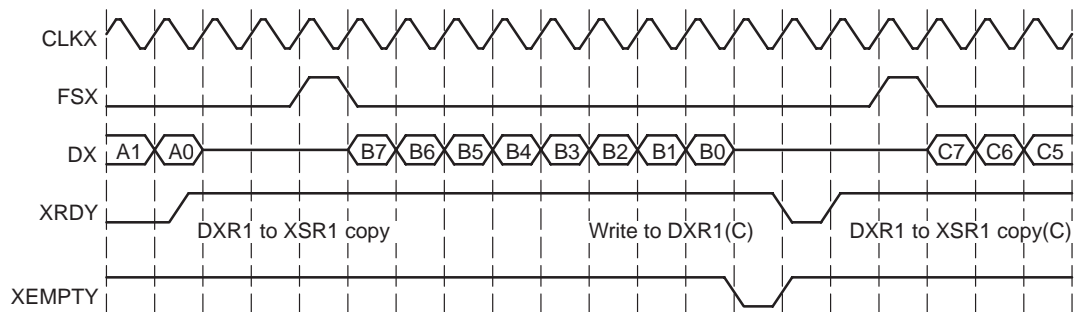 CLKX
FSX
DX A1 A0 B7 B6 B5 B4 B3 B2 B1 B0 C7 C6 C5
XRDY
DXR1 to XSR1 copy Write to DXR1(C) DXR1 to XSR1 copy(C)
XEMPTY